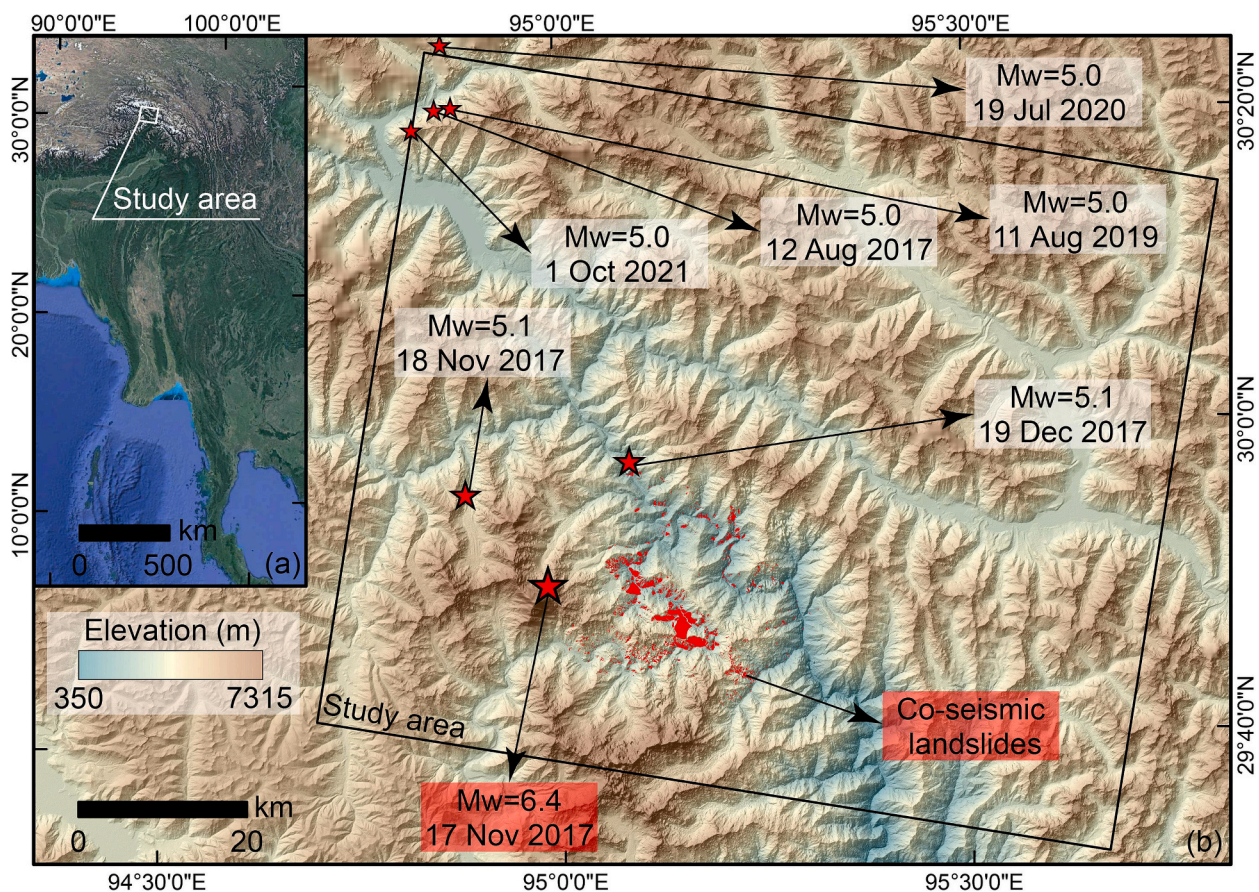 90°0'0"E
100°0'0"E
95°0'0"E
95°30'0"E
30°0'0"N
20°0'0"N
10°0'0"N
Study area
km
0
500
(a)
Mw=5.0
19 Jul 2020
Mw=5.0
11 Aug 2019
Mw=5.0
12 Aug 2017
Mw=5.0
1 Oct 2021
Mw=5.1
18 Nov 2017
Mw=5.1
19 Dec 2017
30°20'0"N
30°0'0"N
29°40'0"N
Elevation (m)
350
7315
Study area
Co-seismic
landslides
Mw=6.4
17 Nov 2017
km
0
20
(b)
94°30'0"E
95°0'0"E
95°30'0"E